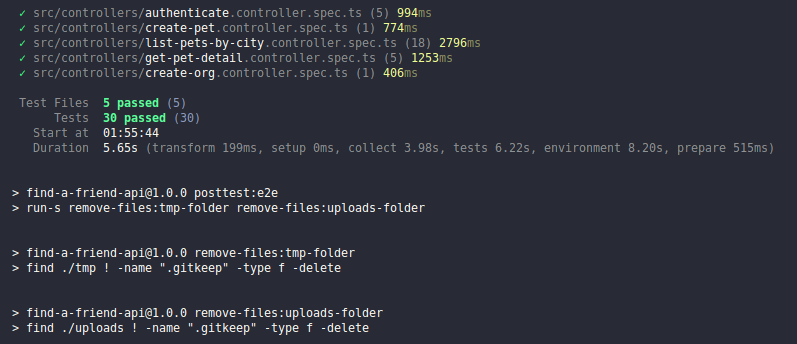 ✓ src/controllers/authenticate.controller.spec.ts (5) 994ms
✓ src/controllers/create-pet.controller.spec.ts (1) 774ms
✓ src/controllers/list-pets-by-city.controller.spec.ts (18) 2796ms
✓ src/controllers/get-pet-detail.controller.spec.ts (5) 1253ms
✓ src/controllers/create-org.controller.spec.ts (1) 406ms
Test Files 5 passed (5)
Tests 30 passed (30)
Start at 01:55:44
Duration 5.65s (transform 199ms, setup 0ms, collect 3.98s, tests 6.22s, environment 8.20s, prepare 515ms)
> find-a-friend-api@1.0.0 posttest:e2e
> run-s remove-files:tmp-folder remove-files:uploads-folder
> find-a-friend-api@1.0.0 remove-files:tmp-folder
> find ./tmp ! -name ".gitkeep" -type f -delete
> find-a-friend-api@1.0.0 remove-files:uploads-folder
> find ./uploads ! -name ".gitkeep" -type f -delete